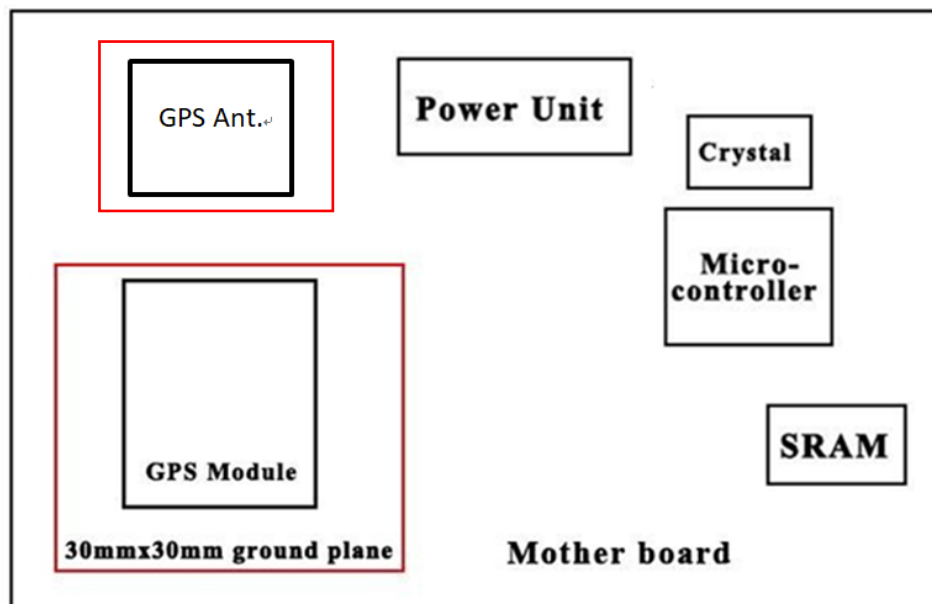 GPS Ant.
Power Unit
Crystal
Micro-
controller
GPS Module
30mmx30mm ground plane
SRAM
Mother board